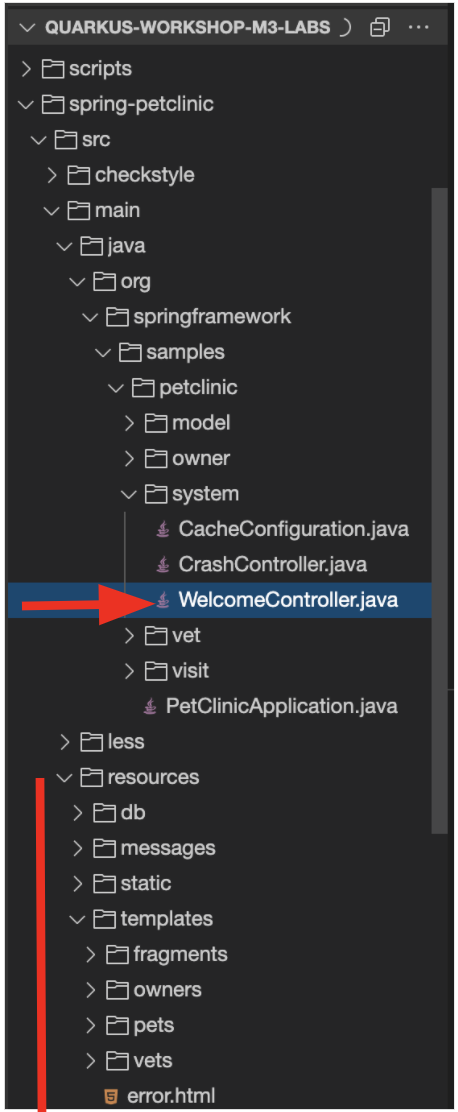 QUARKUS-WORKSHOP-M3-LABS
scripts
spring-petclinic
src
checkstyle
main
java
org
springframework
samples
petclinic
model
owner
system
CacheConfiguration.java
CrashController.java
WelcomeController.java
vet
visit
PetClinicApplication.java
less
resources
db
messages
static
templates
fragments
owners
pets
vets
error.html